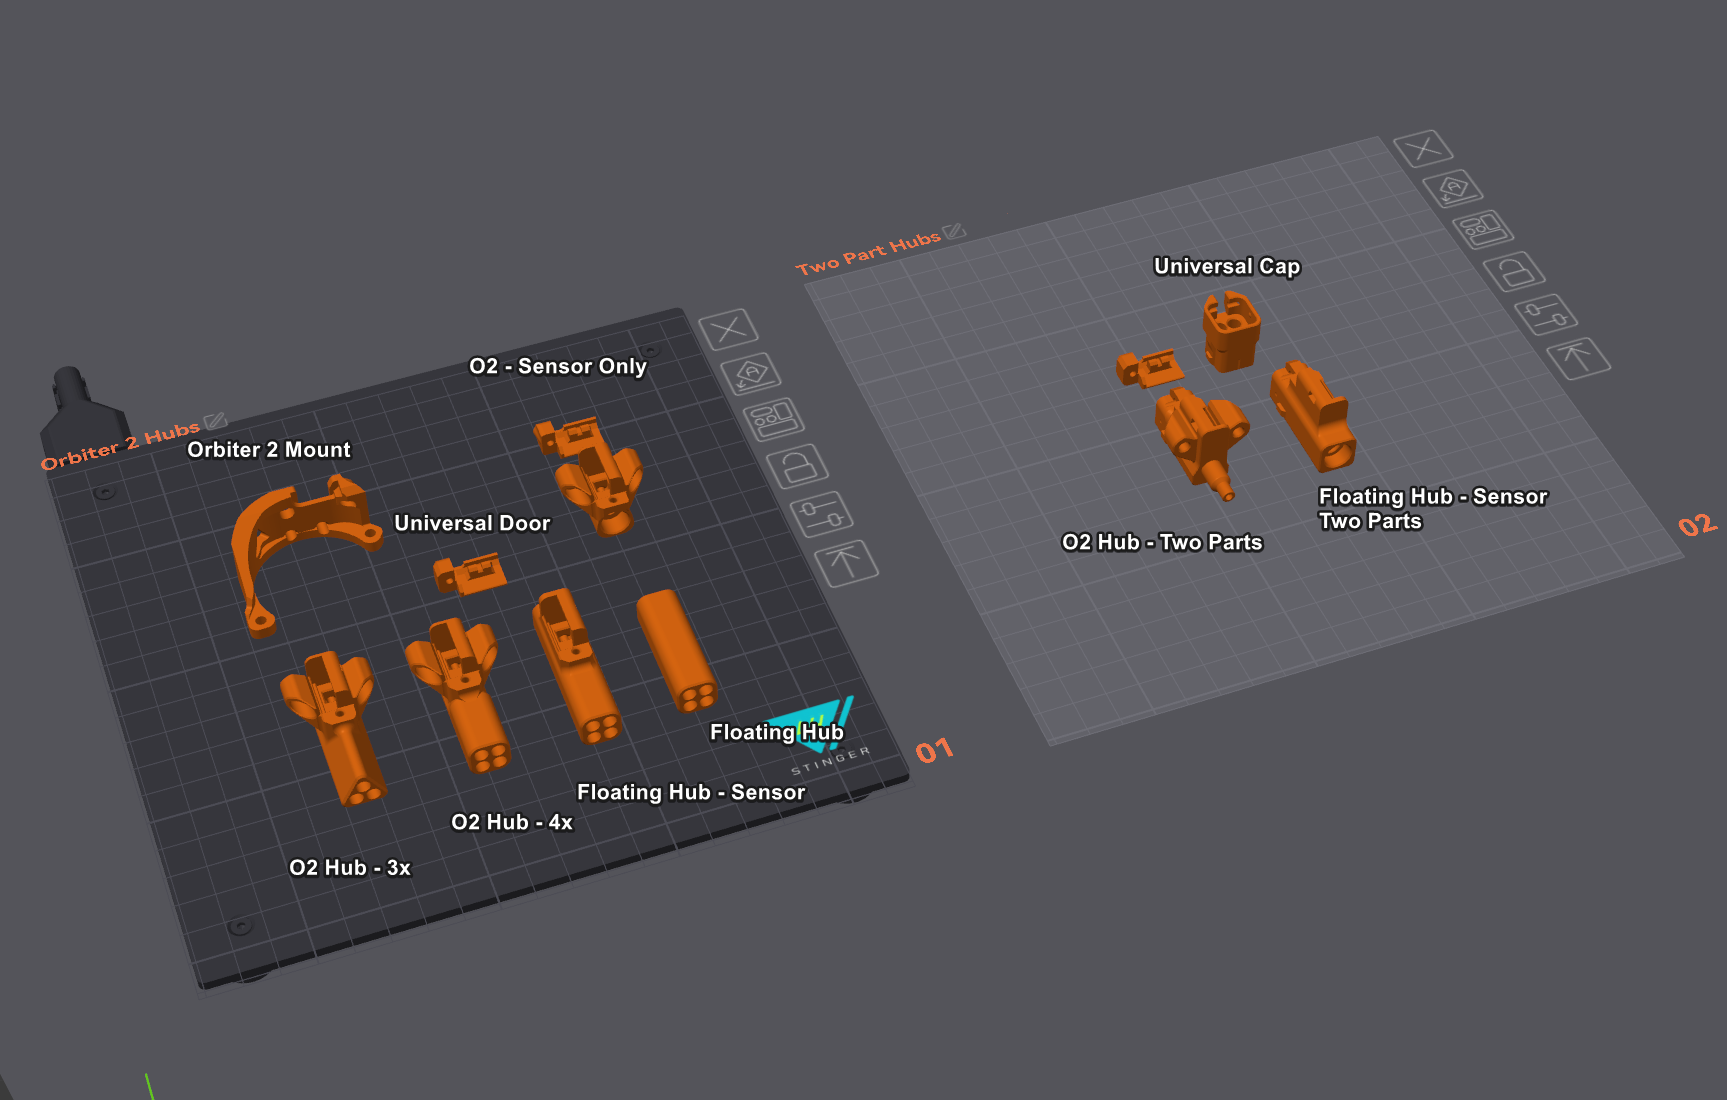 Orbiter 2 Hubs
Orbiter 2 Mount
O2 - Sensor Only
Universal Door
O2 Hub - 3x
O2 Hub - 4x
Floating Hub - Sensor
Floating Hub
STINGER
01
Two Part Hubs
Universal Cap
O2 Hub - Two Parts
Floating Hub - Sensor
Two Parts
02